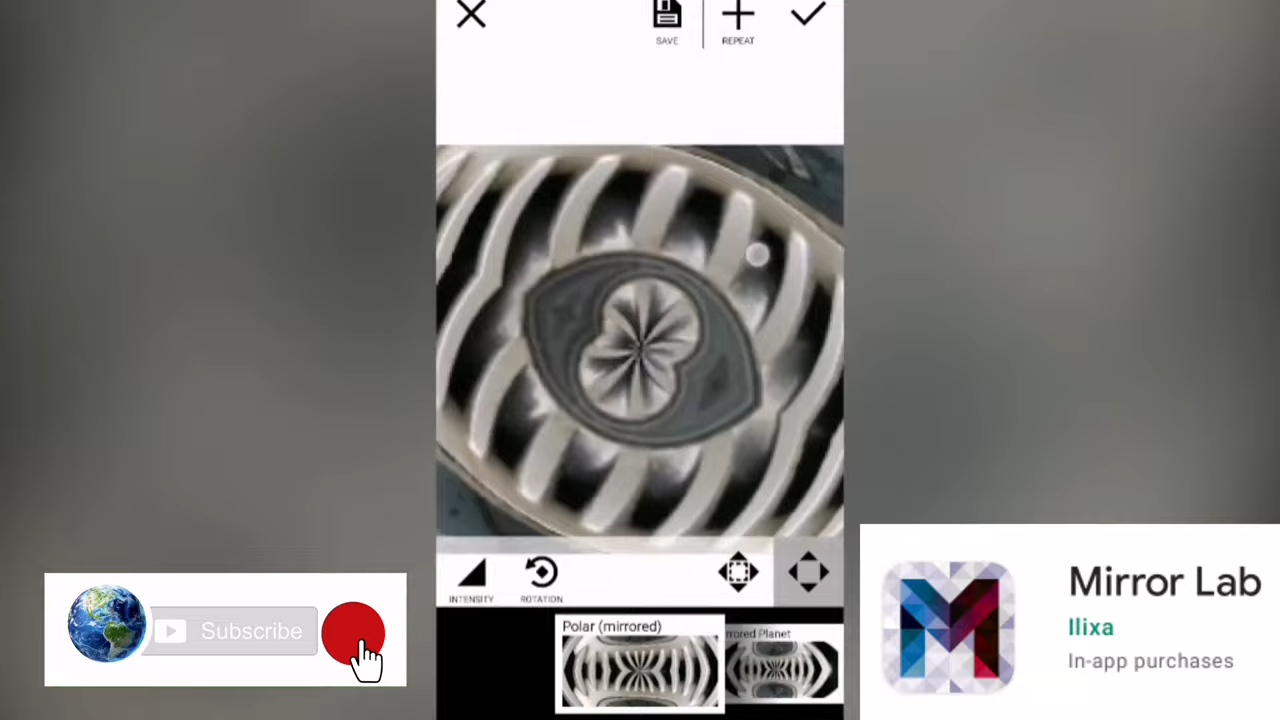 SAVE
REPEAT
INTENSITY
ROTATION
Polar (mirrored)
rrored Planet
Subscribe
Mirror Lab
Ilixa
In-app purchases